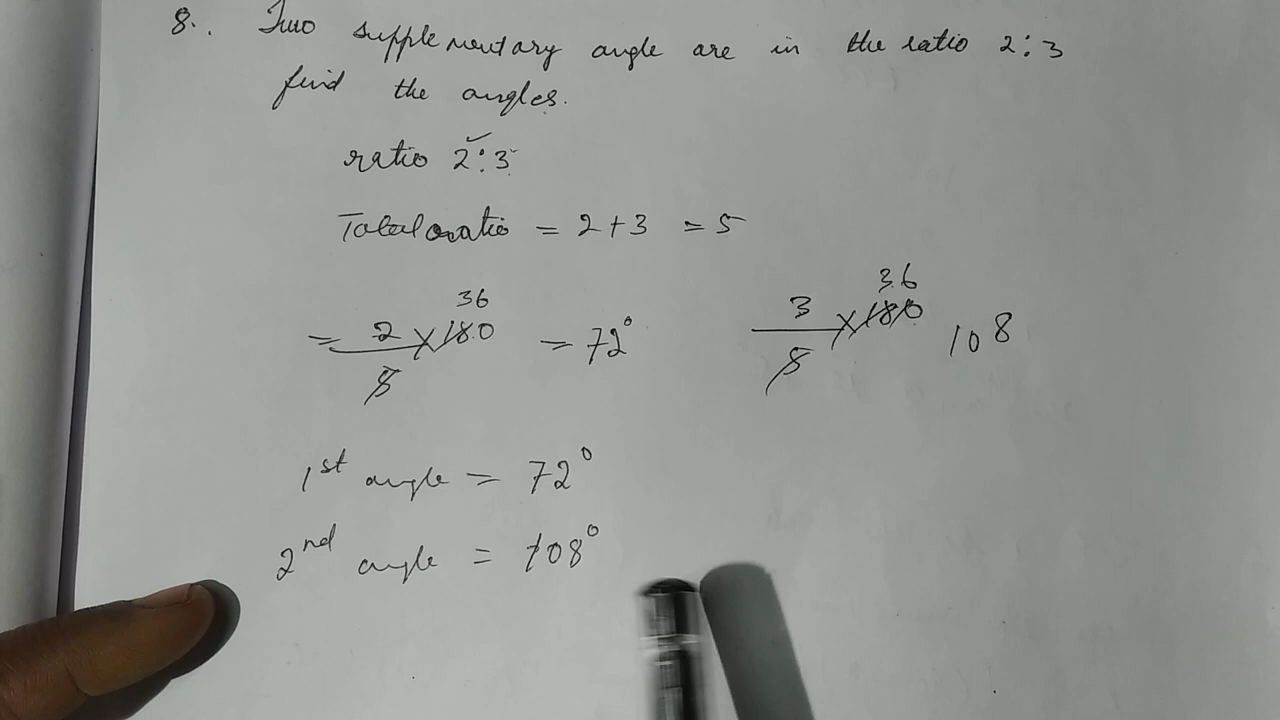 8. Two supplementary angle are in the ratio 2:3
find the angles.
ratio 2:3
Total ratio = 2+3 = 5
= 2/5 × 180 36 = 72° 3/5 × 180 36 108
1st angle = 72°
2nd angle = 108°